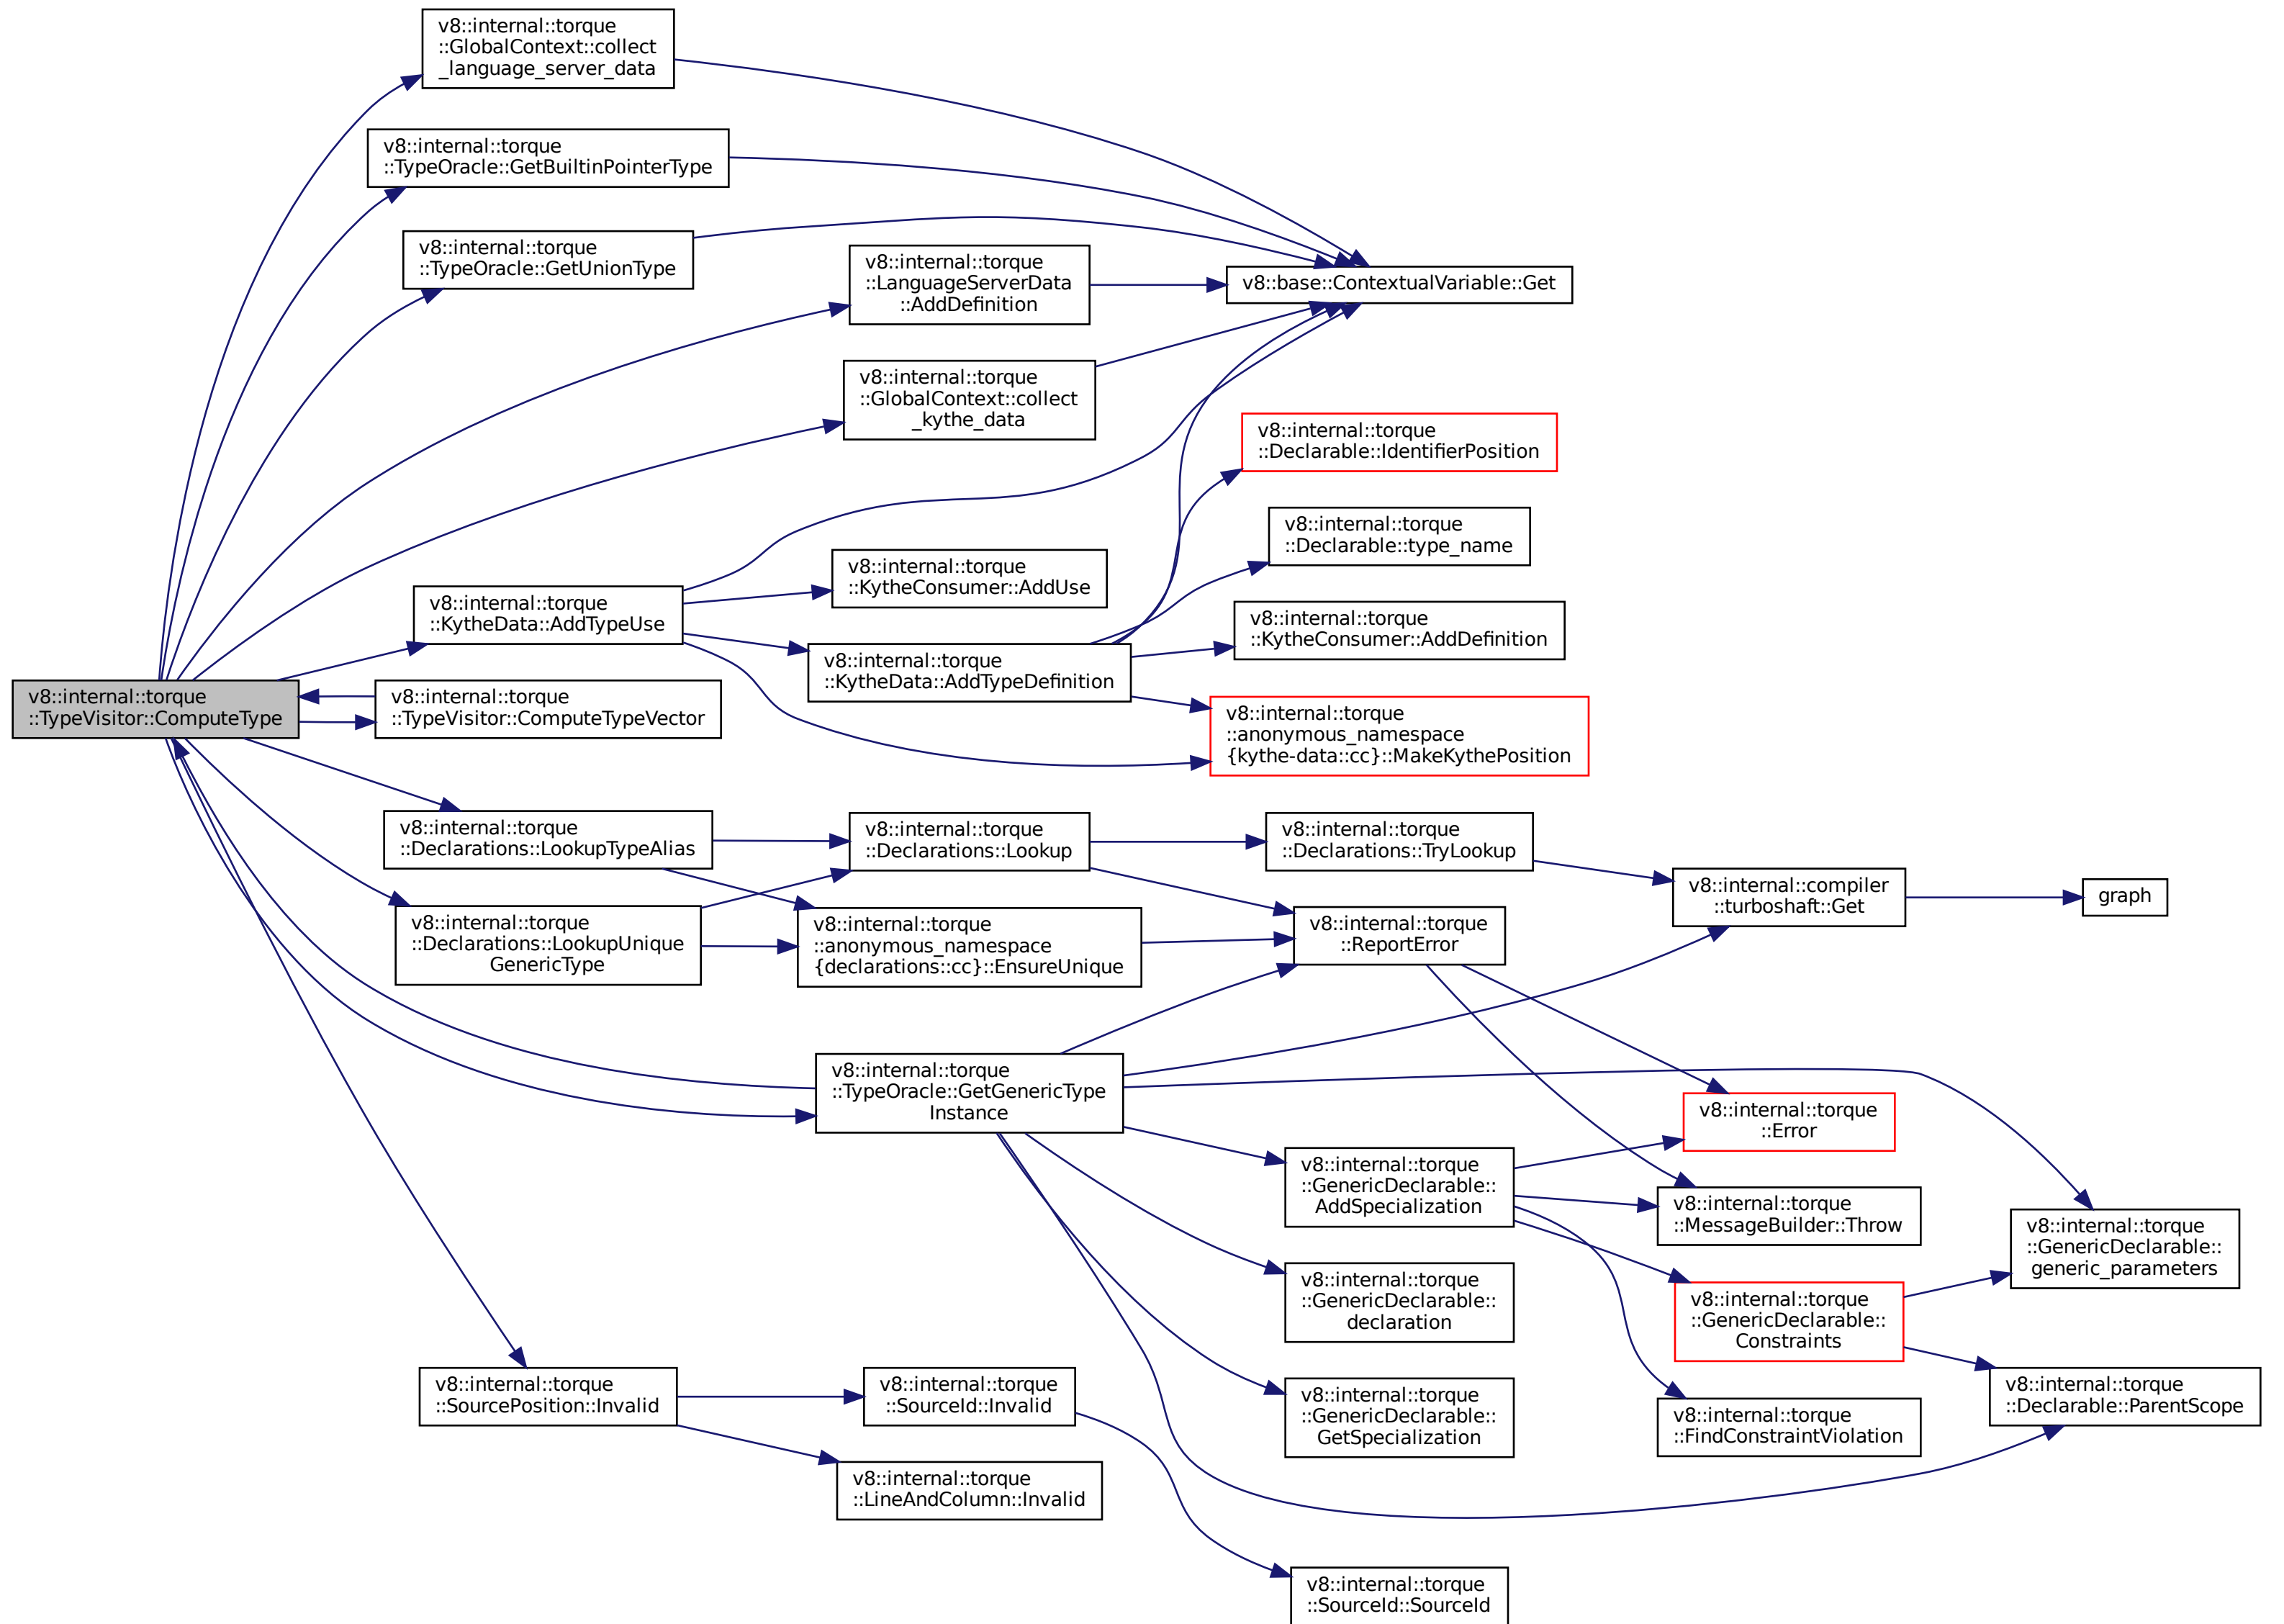 v8::internal::torque
::GlobalContext::collect
_language_server_data
v8::internal::torque
::TypeOracle::GetBuiltinPointerType
v8::internal::torque
::TypeOracle::GetUnionType
v8::internal::torque
::LanguageServerData
::AddDefinition
v8::base::ContextualVariable::Get
v8::internal::torque
::GlobalContext::collect
_kythe_data
v8::internal::torque
::Declarable::IdentifierPosition
v8::internal::torque
::Declarable::type_name
v8::internal::torque
::KytheConsumer::AddUse
v8::internal::torque
::KytheData::AddTypeUse
v8::internal::torque
::KytheConsumer::AddDefinition
v8::internal::torque
::KytheData::AddTypeDefinition
v8::internal::torque
::TypeVisitor::ComputeType
v8::internal::torque
::TypeVisitor::ComputeTypeVector
v8::internal::torque
::anonymous_namespace
{kythe-data::cc}::MakeKythePosition
v8::internal::torque
::Declarations::LookupTypeAlias
v8::internal::torque
::Declarations::Lookup
v8::internal::torque
::Declarations::TryLookup
v8::internal::compiler
::turboshaft::Get
graph
v8::internal::torque
::Declarations::LookupUnique
GenericType
v8::internal::torque
::anonymous_namespace
{declarations::cc}::EnsureUnique
v8::internal::torque
::ReportError
v8::internal::torque
::TypeOracle::GetGenericType
Instance
v8::internal::torque
::Error
v8::internal::torque
::GenericDeclarable::
AddSpecialization
v8::internal::torque
::MessageBuilder::Throw
v8::internal::torque
::GenericDeclarable::
generic_parameters
v8::internal::torque
::GenericDeclarable::
declaration
v8::internal::torque
::GenericDeclarable::
Constraints
v8::internal::torque
::SourcePosition::Invalid
v8::internal::torque
::SourceId::Invalid
v8::internal::torque
::GenericDeclarable::
GetSpecialization
v8::internal::torque
::FindConstraintViolation
v8::internal::torque
::Declarable::ParentScope
v8::internal::torque
::LineAndColumn::Invalid
v8::internal::torque
::SourceId::SourceId